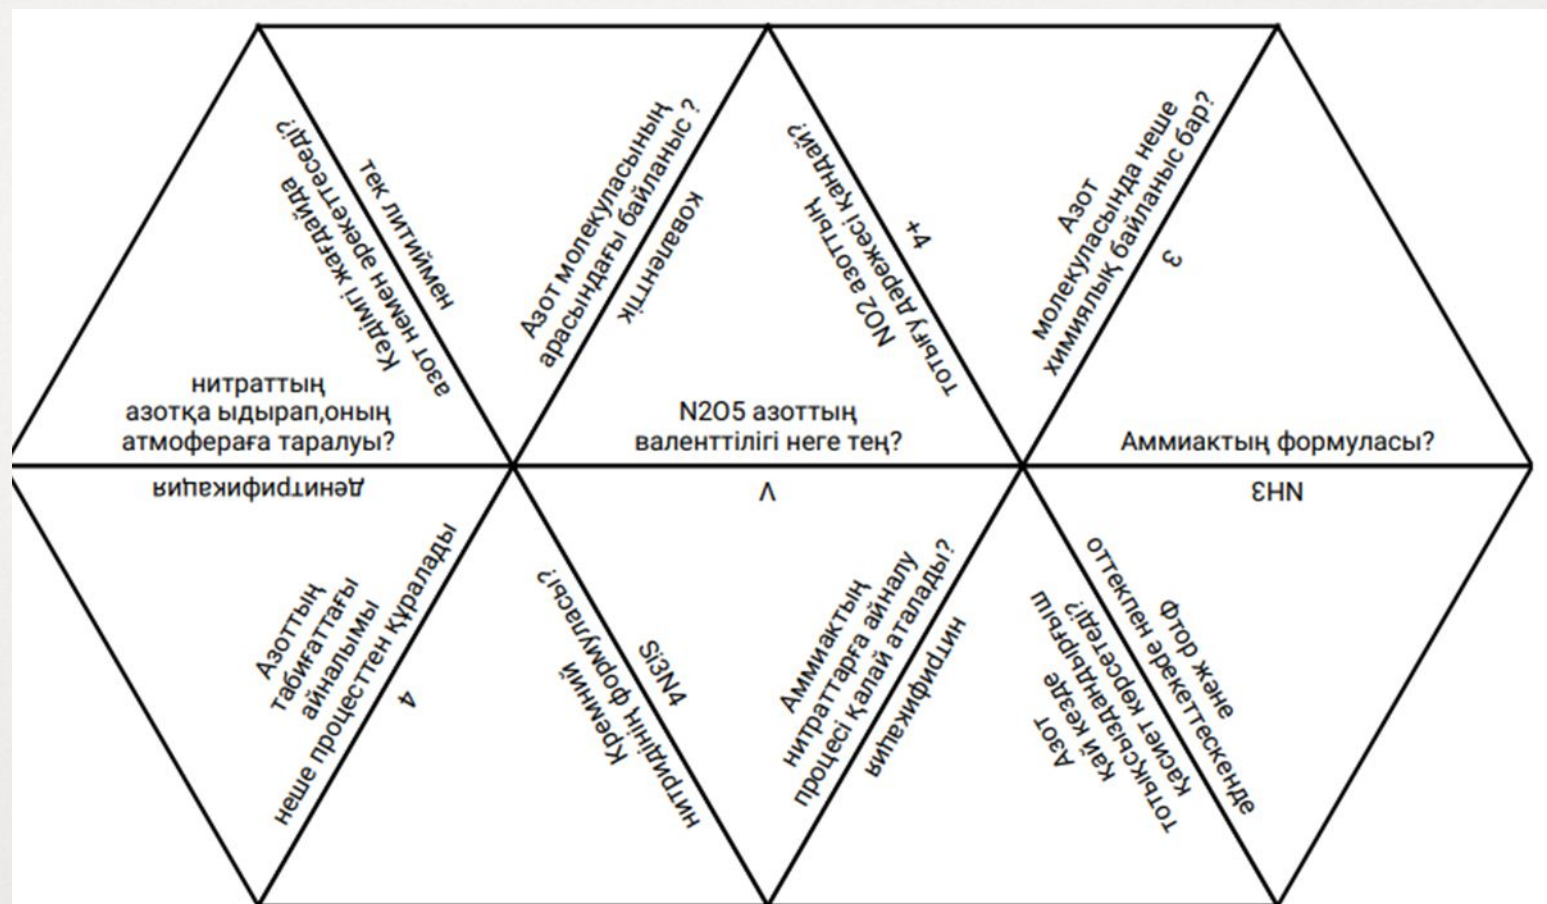 Кәдімгі жағдайда
азот немен әрекеттеседі?
тек литиймен
Азот молекуласының
арасындағы байланыс ?
коваленттік
NO2 азоттың
тотығу дәрежесі қандай?
4+
Азот
молекуласында неше
химиялық байланыс бар?
3
нитраттың
азотқа ыдырап,оның
атмофераға таралуы?
денитрификация
N2O5 азоттың
валенттілігі неге тең?
V
Аммиактың формуласы?
NH3
Азоттың
табиғаттағы
айналымы
неше процесттен құралады
4
Кремний
нитридінің формуласы?
Si3N4
Аммиактың
нитраттарға айналу
процесі қалай аталады?
нитрификация
Азот
қай кезде
тотықсыздандырғыш
қасиет көрсетеді?
Фтор және
оттекпен әрекеттескенде